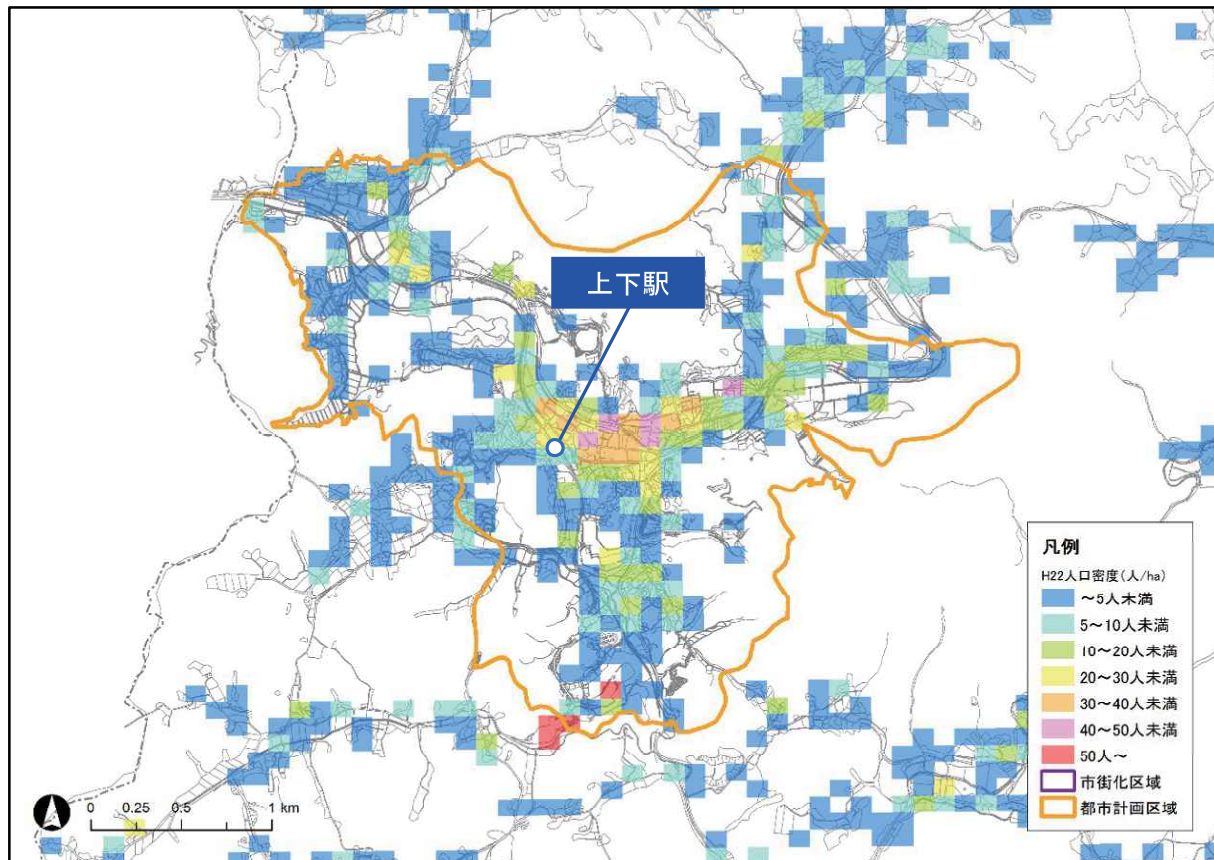 上下駅
凡例
H22人口密度(人/ha)
～5人未満
5～10人未満
10～20人未満
20～30人未満
30～40人未満
40～50人未満
50人～
市街化区域
都市計画区域
0 0.25 0.5 1 km